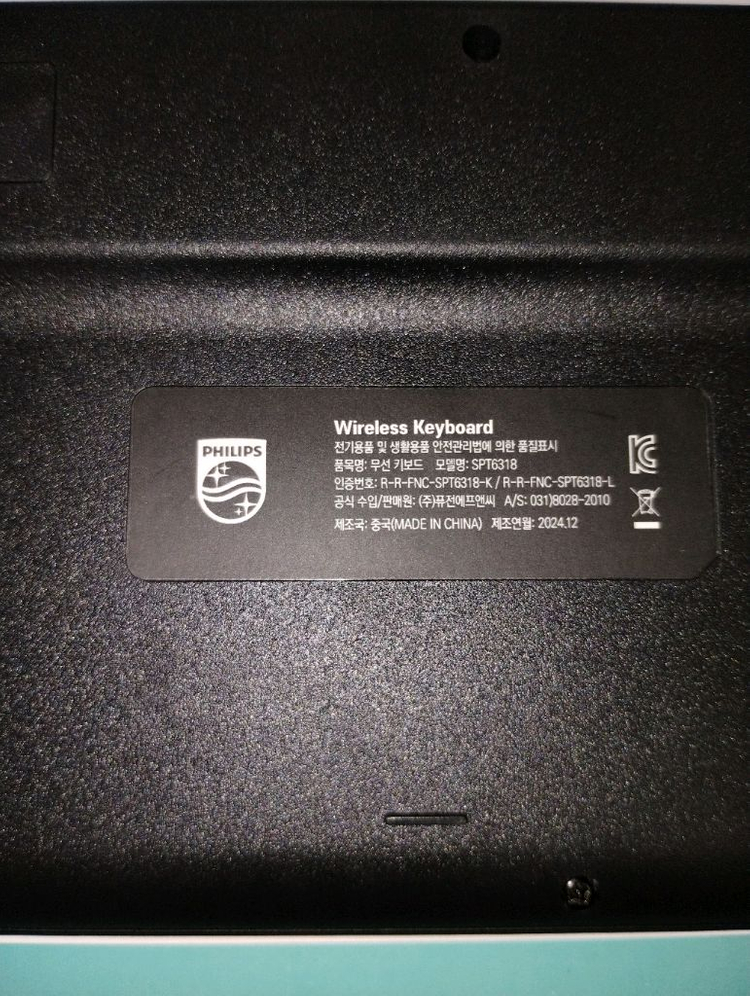 PHILIPS
Wireless Keyboard
전기용품 및 생활용품 안전관리법에 의한 품질표시
품목명: 무선 키보드 모델명: SPT6318
인증번호: R-R-FNC-SPT6318-K / R-R-FNC-SPT6318-L
공식 수입/판매원: (주)퓨전에프앤씨 A/S: 031)8028-2010
제조국: 중국(MADE IN CHINA) 제조연월: 2024.12